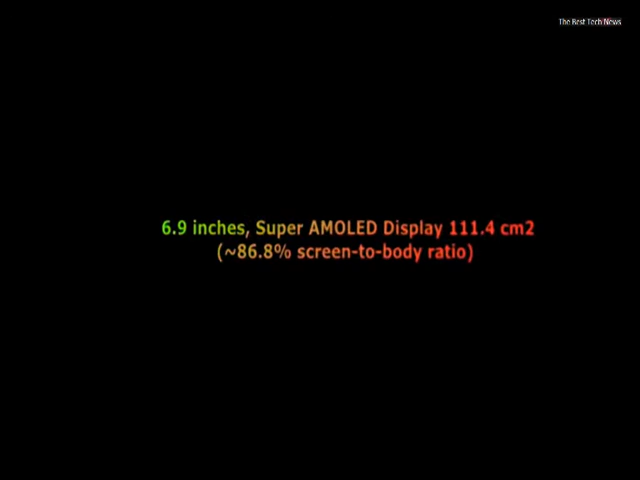 The Best Tech News
6.9 inches, Super AMOLED Display 111.4 cm2
(~86.8% screen-to-body ratio)